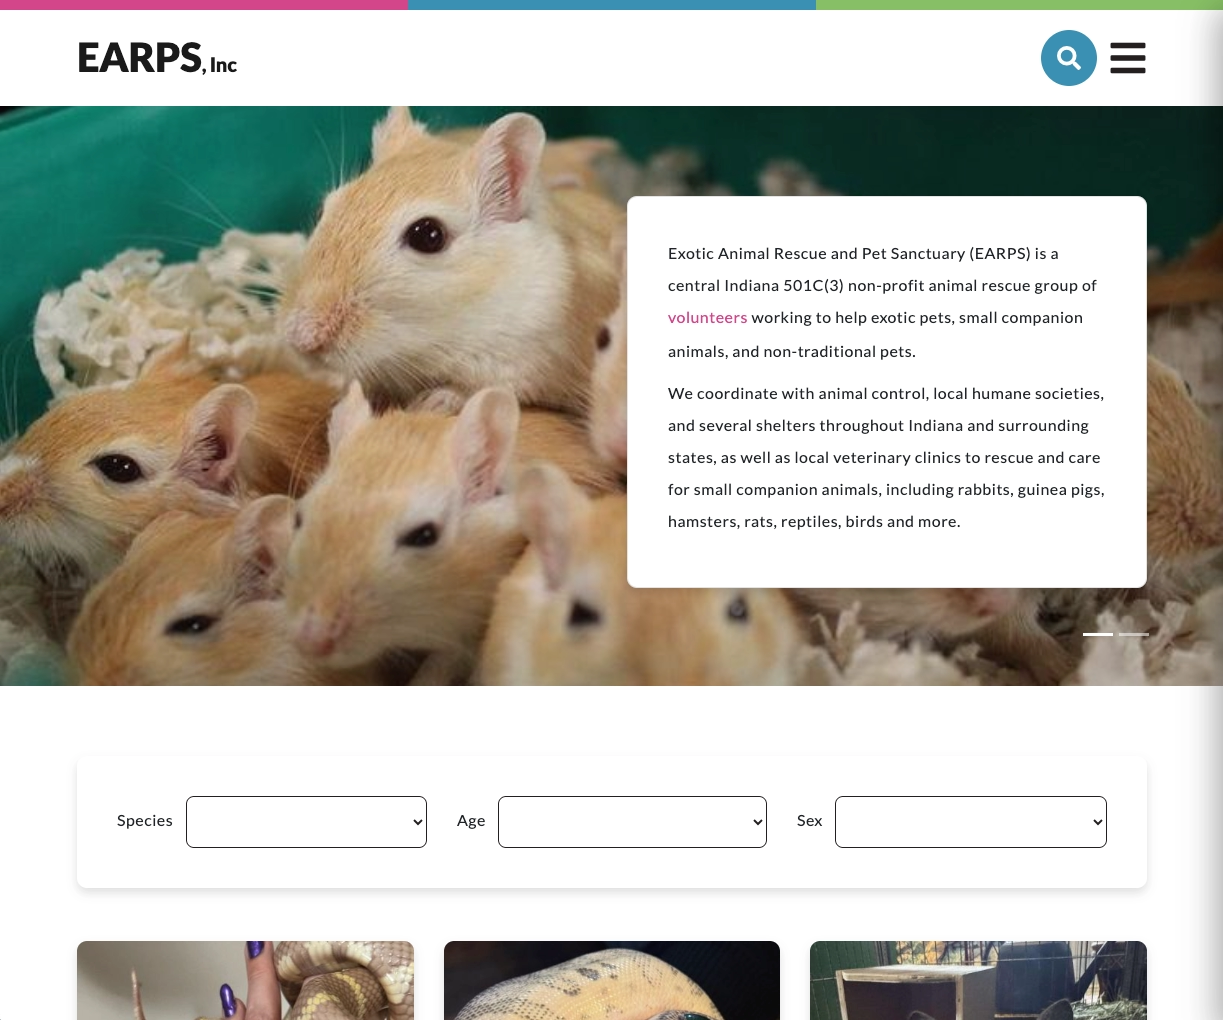 EARPS, Inc
Exotic Animal Rescue and Pet Sanctuary (EARPS) is a
central Indiana 501C(3) non-profit animal rescue group of
volunteers working to help exotic pets, small companion
animals, and non-traditional pets.
We coordinate with animal control, local humane societies,
and several shelters throughout Indiana and surrounding
states, as well as local veterinary clinics to rescue and care
for small companion animals, including rabbits, guinea pigs,
hamsters, rats, reptiles, birds and more.
Species Age Sex